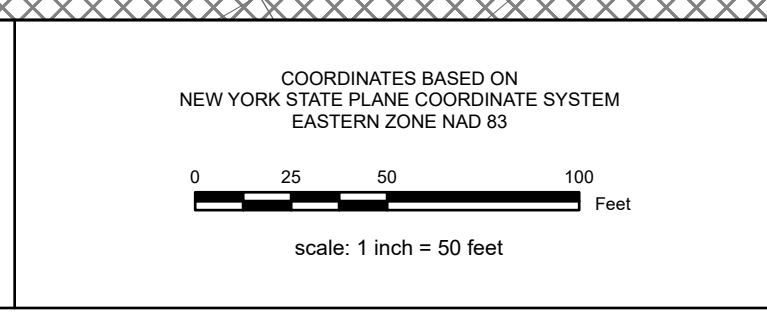 COORDINATES BASED ON
NEW YORK STATE PLANE COORDINATE SYSTEM
EASTERN ZONE NAD 83
0 25 50 100
Feet
scale: 1 inch = 50 feet